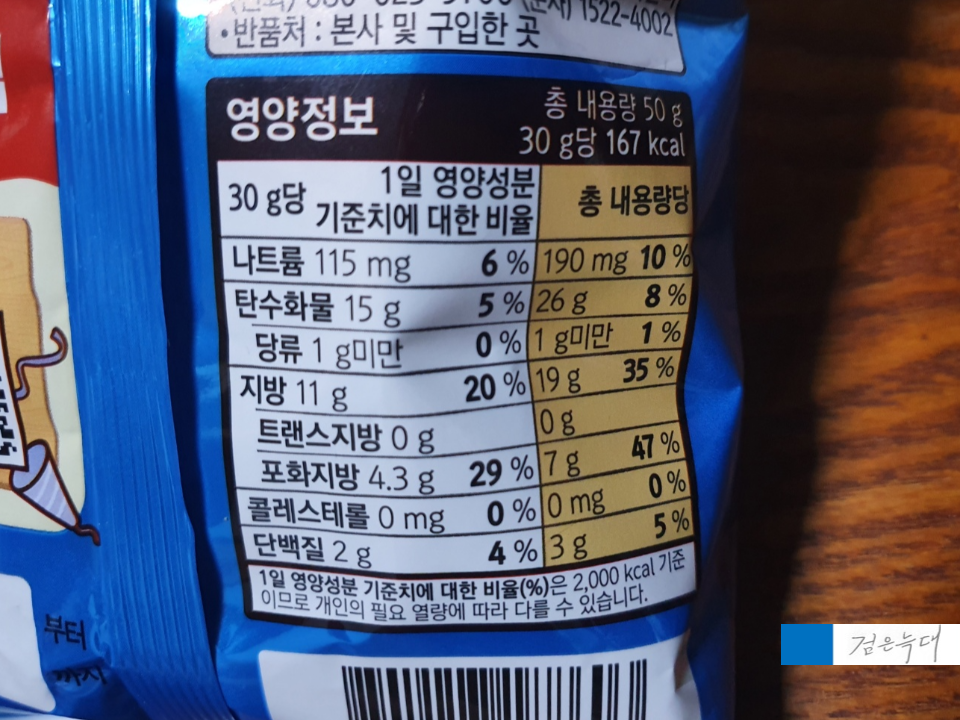 1522-4002
•반품처 : 본사 및 구입한 곳
영양정보
총 내용량 50 g
30 g당 167 kcal
30 g당
1일 영양성분
기준치에 대한 비율
총 내용량당
나트륨 115 mg 6 % 190 mg 10 %
탄수화물 15 g 5 % 26 g 8 %
당류 1 g미만 0 % 1 g미만 1 %
지방 11 g 20 % 19 g 35 %
트랜스지방 0 g 0 g
포화지방 4.3 g 29 % 7 g 47 %
콜레스테롤 0 mg 0 % 0 mg 0 %
단백질 2 g 4 % 3 g 5 %
1일 영양성분 기준치에 대한 비율(%)은 2,000 kcal 기준
이므로 개인의 필요 열량에 따라 다를 수 있습니다.
부터
까지
검은늑대